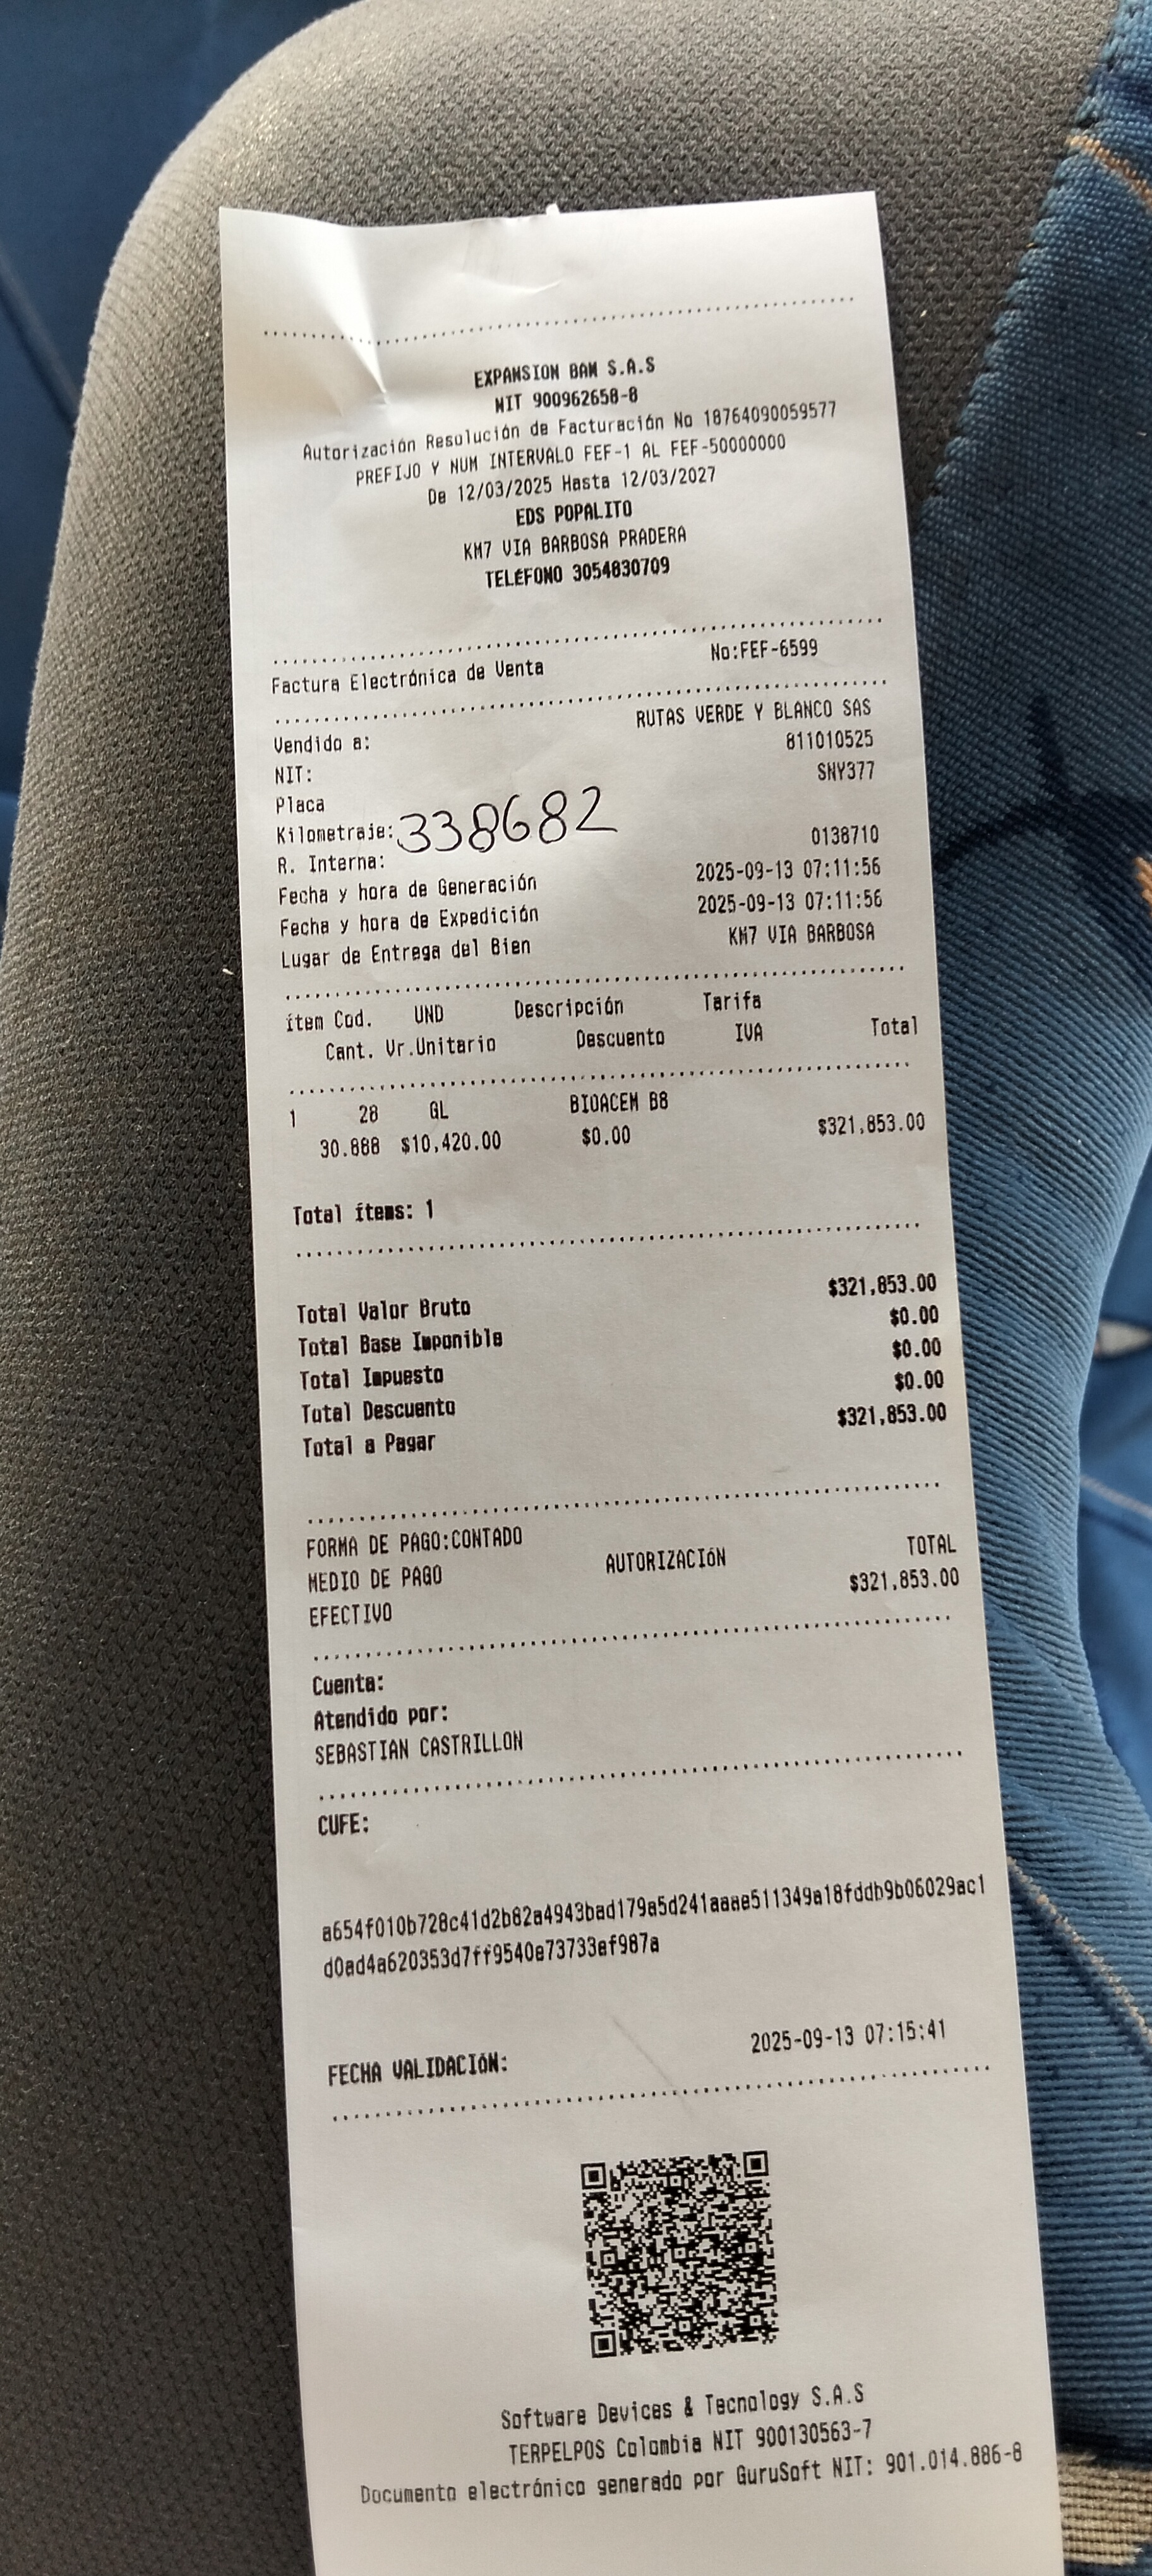 EXPANSION BAM S.A.S
NIT 900962658-8
Autorización Resolución de Facturación No 18764090059577
PREFIJO Y NUM INTERVALO FEF-1 AL FEF-50000000
De 12/03/2025 Hasta 12/03/2027
EDS POPALITO
KM7 VIA BARBOSA PRADERA
TELÉFONO 3054830709
Factura Electrónica de Venta No:FEF-6599
Vendido a: RUTAS VERDE Y BLANCO SAS
NIT: 811010525
Placa SNY377
Kilometraje: 338682
R. Interna: 0138710
Fecha y hora de Generación 2025-09-13 07:11:56
Fecha y hora de Expedición 2025-09-13 07:11:56
Lugar de Entrega del Bien KM7 VIA BARBOSA
ítem Cod. UND Descripción Tarifa
Cant. Vr.Unitario Descuento IVA Total
1 28 GL BIOACEM B8
30.888 $10,420.00 $0.00 $321,853.00
Total ítems: 1
Total Valor Bruto $321,853.00
Total Base Imponible $0.00
Total Impuesto $0.00
Total Descuento $0.00
Total a Pagar $321,853.00
FORMA DE PAGO:CONTADO
MEDIO DE PAGO AUTORIZACIÓN TOTAL
EFECTIVO $321,853.00
Cuenta:
Atendido por:
SEBASTIAN CASTRILLON
CUFE:
a654f010b728c41d2b82a4943bad179a5d241aaae511349a18fddb9b06029ac1
d0ad4a620353d7ff9540e73733ef987a
FECHA VALIDACIÓN: 2025-09-13 07:15:41
Software Devices & Tecnology S.A.S
TERPELPOS Colombia NIT 900130563-7
Documento electrónico generado por GuruSoft NIT: 901.014.886-8